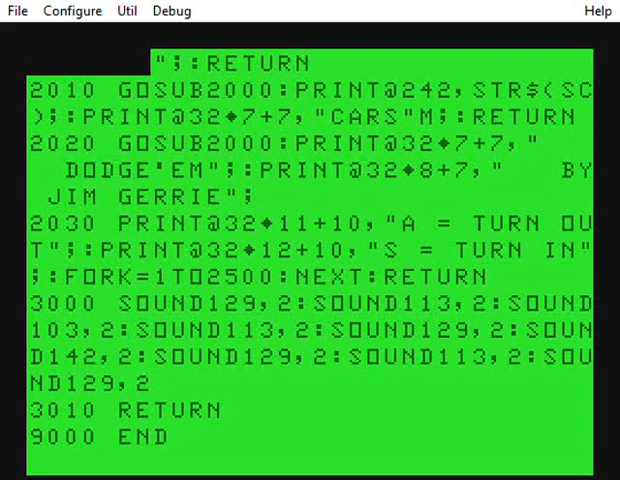 File Configure Util Debug Help
";:RETURN
2010 GOSUB2000:PRINT@242,STR$(SC
);:PRINT@32*7+7,"CARS"M;:RETURN
2020 GOSUB2000:PRINT@32*7+7,"
DODGE'EM";:PRINT@32*8+7,"    BY
JIM GERRIE";
2030 PRINT@32*11+10,"A = TURN OU
T";:PRINT@32*12+10,"S = TURN IN"
;:FORK=1TO2500:NEXT:RETURN
3000 SOUND129,2:SOUND113,2:SOUND
103,2:SOUND113,2:SOUND129,2:SOUN
D142,2:SOUND129,2:SOUND113,2:SOU
ND129,2
3010 RETURN
9000 END